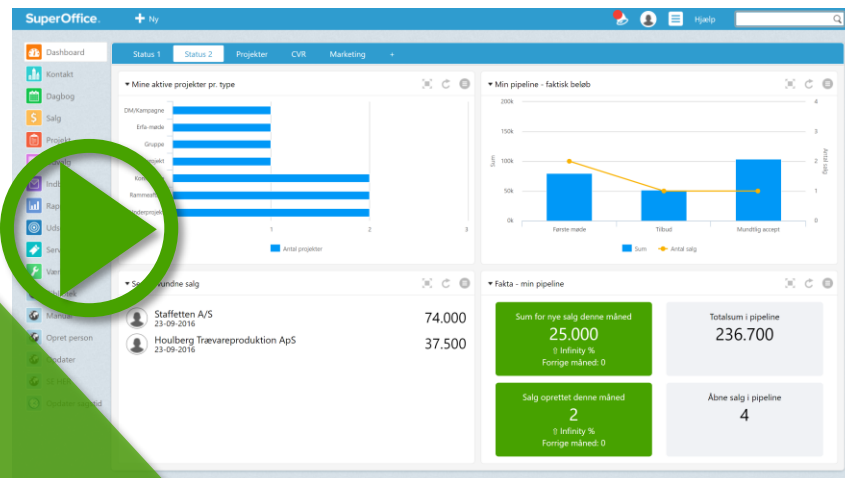 SuperOffice.
Ny
Hjælp
Dashboard
Kontakt
Dagbog
Salg
Projekt
Manual
Opret person
Status 1 Status 2 Projekter CVR Marketing +
Mine aktive projekter pr. type
DM/Kampagne
Erfa-møde
Gruppe
1 2 3
Antal projekter
Min pipeline - faktisk beløb
200k 4
150k 3
100k 2
50k 1
0k 0
Sum
Antal salg
Første møde Tilbud Mundtlig accept
Sum Antal salg
Staffetten A/S 74.000
23-09-2016
Houlberg Trævareproduktion ApS 37.500
23-09-2016
Fakta - min pipeline
Sum for nye salg denne måned
25.000
⇧ Infinity %
Forrige måned: 0
Totalsum i pipeline
236.700
Salg oprettet denne måned
2
⇧ Infinity %
Forrige måned: 0
Åbne salg i pipeline
4